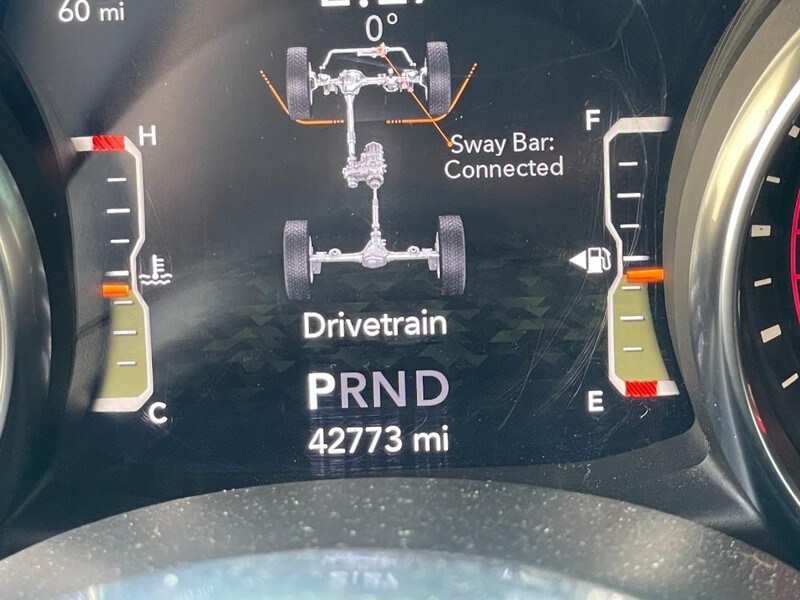 60 mi
0°
H
F
Sway Bar:
Connected
Drivetrain
PRND
C
E
42773 mi